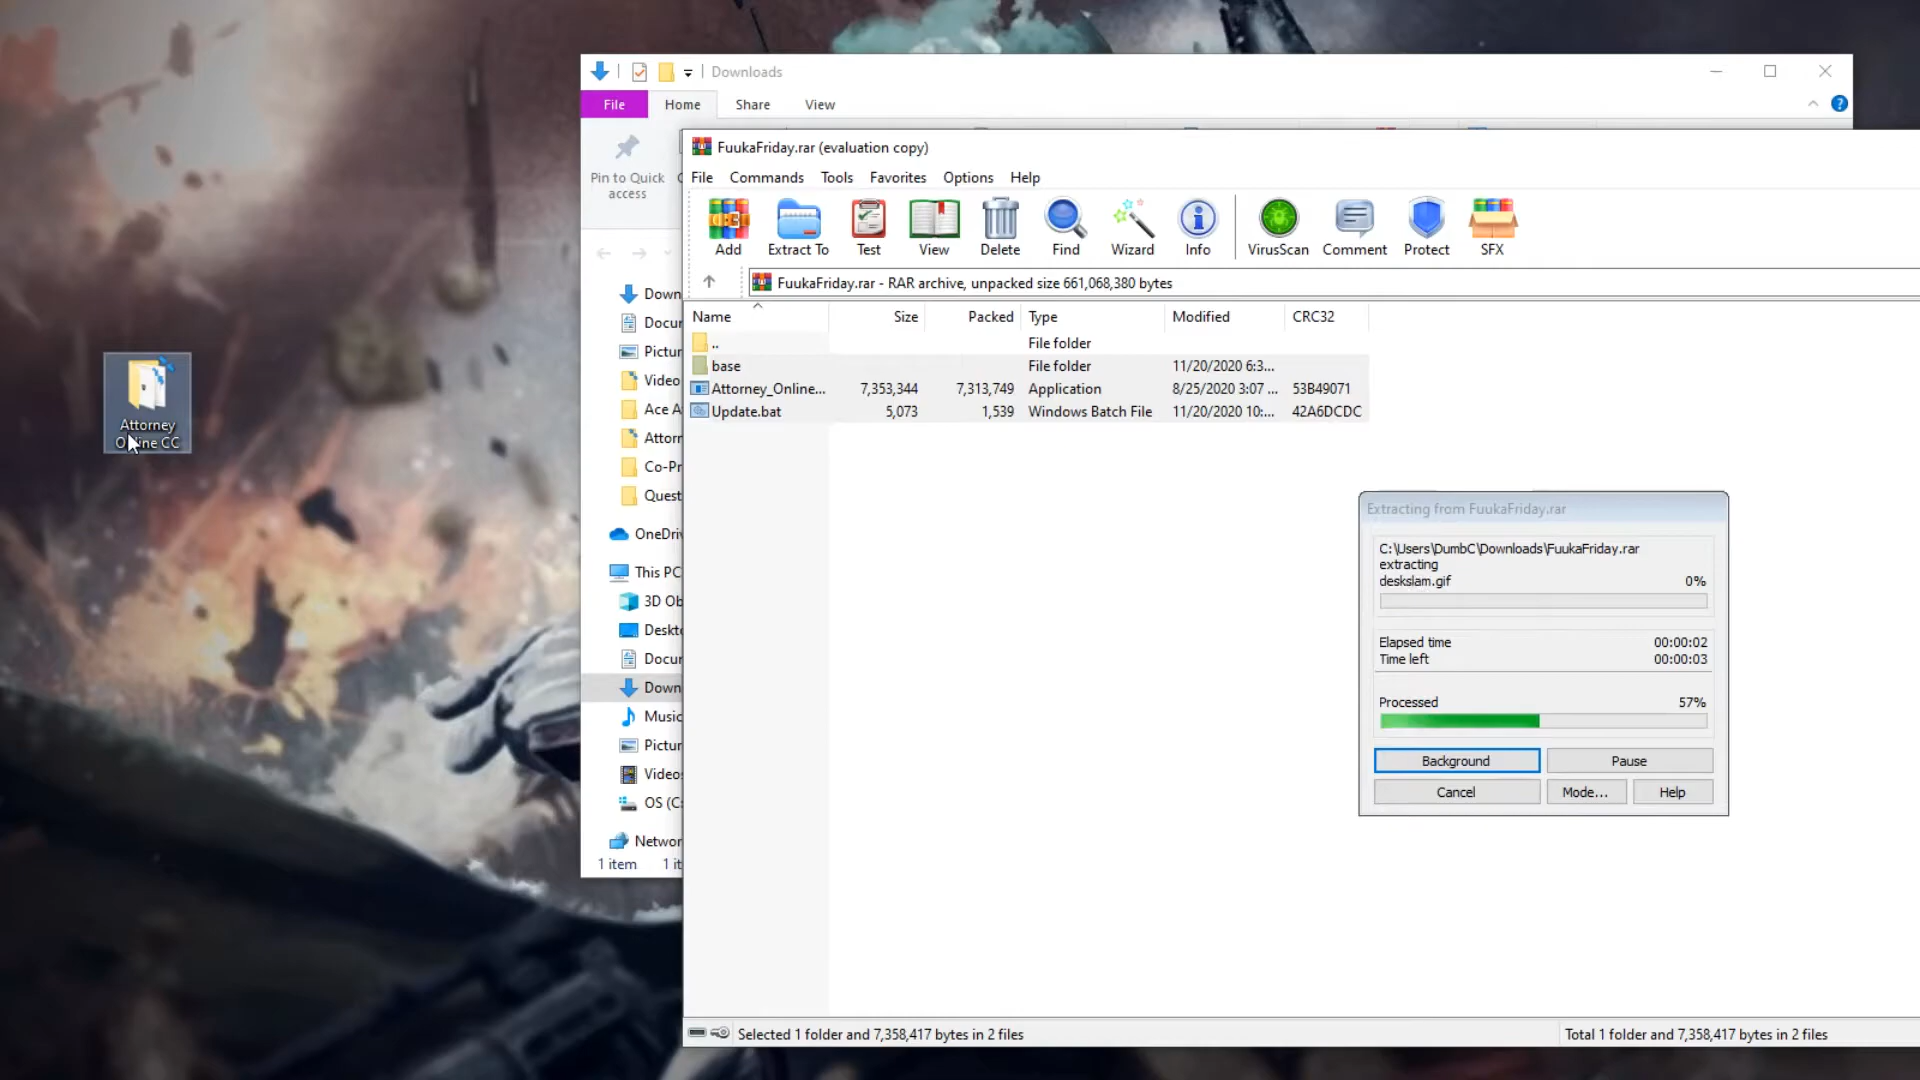 Downloads
File
Home
Share
View
Pin to Quick
access
FuukaFriday.rar (evaluation copy)
File
Commands
Tools
Favorites
Options
Help
Add
Extract To
Test
View
Delete
Find
Wizard
Info
VirusScan
Comment
Protect
SFX
FuukaFriday.rar - RAR archive, unpacked size 661,068,380 bytes
Name
Size
Packed
Type
Modified
CRC32
..
File folder
base
File folder
11/20/2020 6:3...
Attorney_Online...
7,353,344
7,313,749
Application
8/25/2020 3:07 ...
53B49071
Update.bat
5,073
1,539
Windows Batch File
11/20/2020 10:...
42A6DCDC
Attorney
Online CC
Down
Docu
Pictur
Video
Ace A
Attor
Co-Pr
Quest
OneDri
This PC
3D Ob
Deskt
Docu
Down
Music
Pictur
Video
OS (C:
Networ
1 item
1 it
Extracting from FuukaFriday.rar
C:\Users\DumbC\Downloads\FuukaFriday.rar
extracting
deskslam.gif
0%
Elapsed time
00:00:02
Time left
00:00:03
Processed
57%
Background
Pause
Cancel
Mode...
Help
Selected 1 folder and 7,358,417 bytes in 2 files
Total 1 folder and 7,358,417 bytes in 2 files